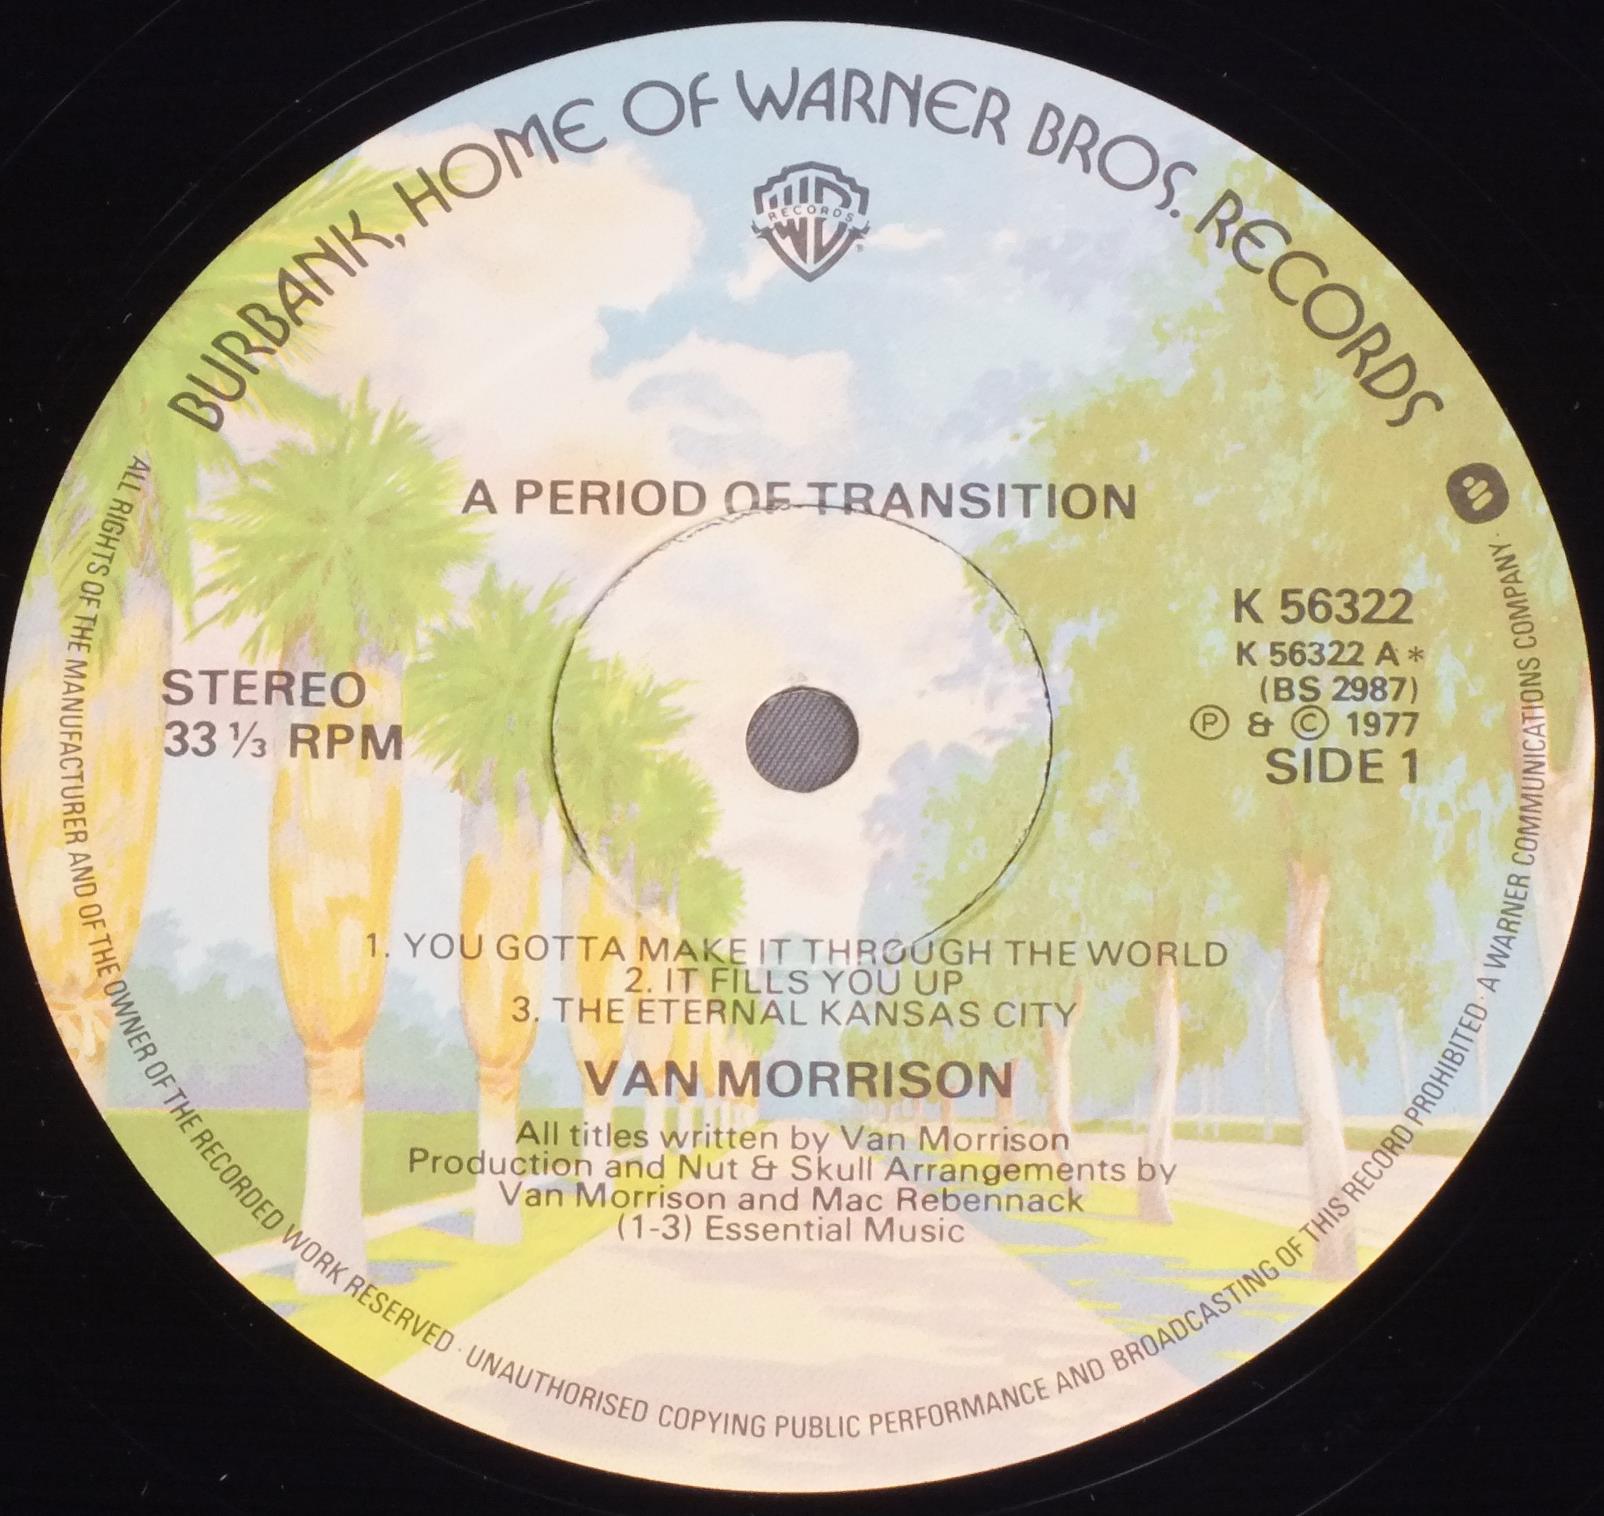 BURBANK, HOME OF WARNER BROS. RECORDS
RECORDS
A PERIOD OF TRANSITION
K 56322
K 56322 A*
(BS 2987)
Ⓟ & © 1977
SIDE 1
STEREO
33 ⅓ RPM
1. YOU GOTTA MAKE IT THROUGH THE WORLD
2. IT FILLS YOU UP
3. THE ETERNAL KANSAS CITY
VAN MORRISON
All titles written by Van Morrison
Production and Nut & Skull Arrangements by
Van Morrison and Mac Rebennack
(1-3) Essential Music
ALL RIGHTS OF THE MANUFACTURER AND OF THE OWNER OF THE RECORDED WORK RESERVED · UNAUTHORISED COPYING PUBLIC PERFORMANCE AND BROADCASTING OF THIS RECORD PROHIBITED · A WARNER COMMUNICATIONS COMPANY ·